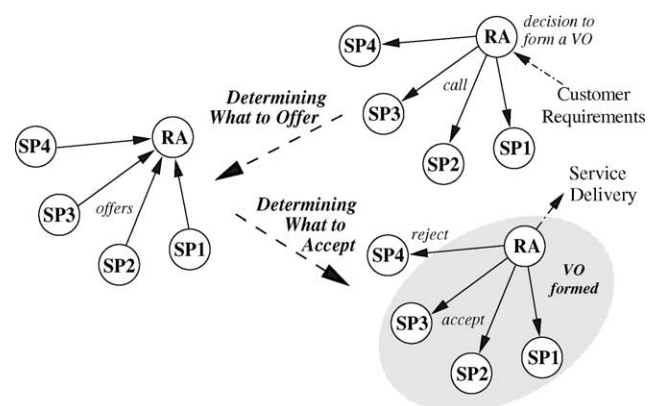 decision to
form a VO
RA
SP4
call
SP3
SP2
SP1
Customer
Requirements
Determining
What to Offer
SP4
RA
SP3
offers
SP2
SP1
Determining
What to
Accept
Service
Delivery
reject
RA
SP4
VO
formed
SP3
accept
SP2
SP1